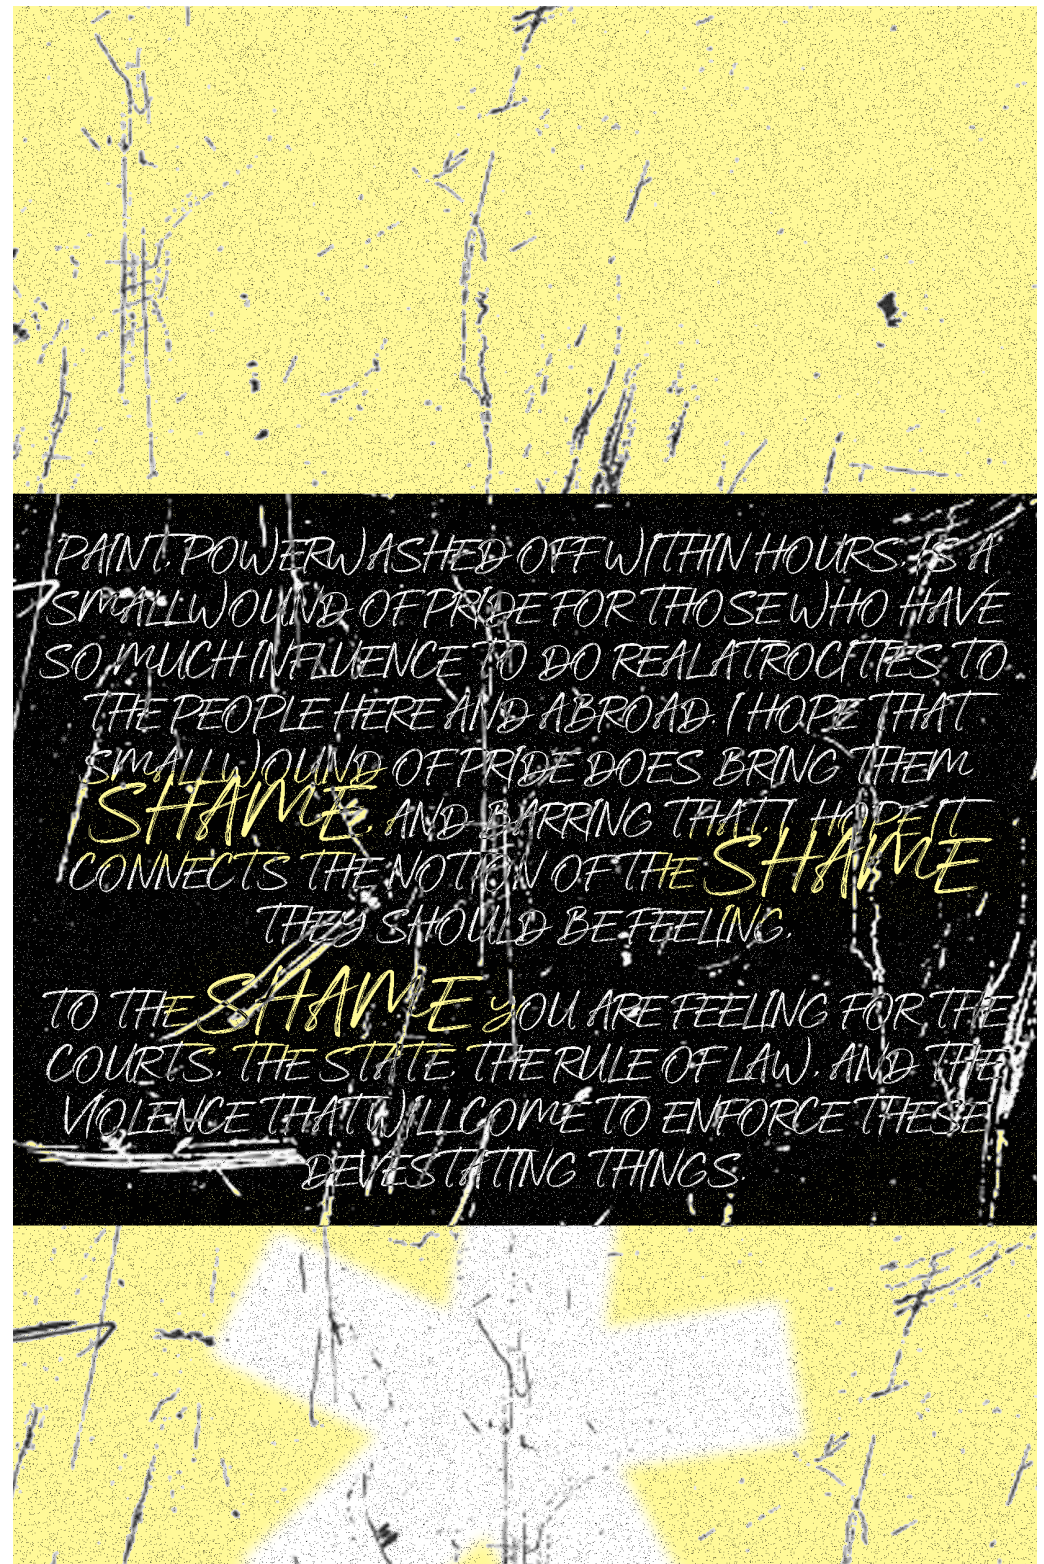 PAINT, POWERWASHED OFF WITHIN HOURS, IS A
SMALL WOUND OF PRIDE FOR THOSE WHO HAVE
SO MUCH INFLUENCE TO DO REAL ATROCITIES TO
THE PEOPLE HERE AND ABROAD. I HOPE THAT
SMALL WOUND OF PRIDE DOES BRING THEM
SHAME, AND BARRING THAT, I HOPE IT
CONNECTS THE NOTION OF THE SHAME
THEY SHOULD BE FEELING,
TO THE SHAME YOU ARE FEELING FOR THE
COURTS, THE STATE, THE RULE OF LAW, AND THE
VIOLENCE THAT WILL COME TO ENFORCE THESE
DEVESTATING THINGS.